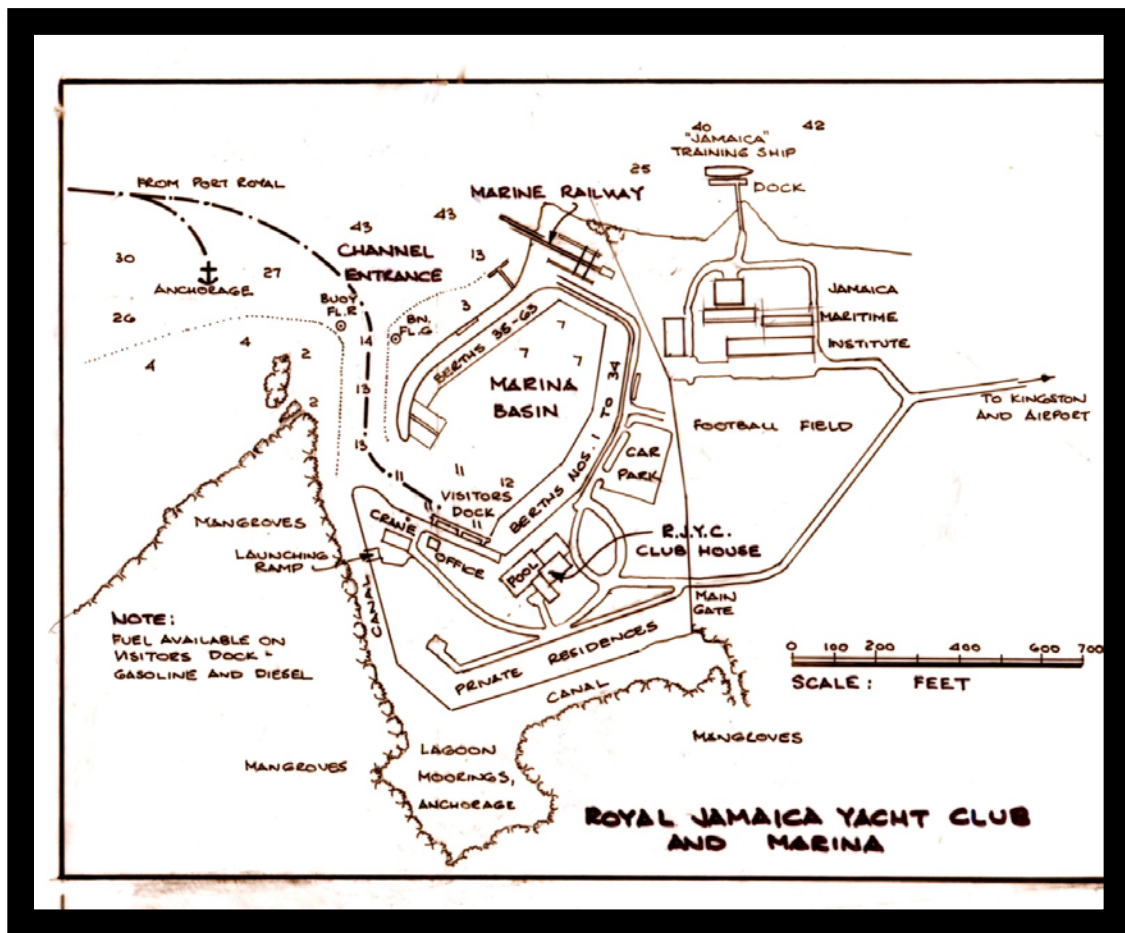 40
42
"JAMAICA"
TRAINING SHIP
25
DOCK
FROM PORT ROYAL
MARINE RAILWAY
43
43
CHANNEL
ENTRANCE
13
30
27
ANCHORAGE
BUOY
FL.R
BN.
FL.G
3
26
4
4
2
2
14
13
13
11
BERTHS 35-63
7
7
7
MARINA
BASIN
11
12
11
VISITORS
DOCK
BERTHS NOS. 1 TO 34
JAMAICA
MARITIME
INSTITUTE
TO KINGSTON
AND AIRPORT
FOOTBALL FIELD
CAR
PARK
MANGROVES
CRANE
OFFICE
LAUNCHING
RAMP
POOL
R.J.Y.C.
CLUB HOUSE
MAIN
GATE
CANAL
NOTE:
FUEL AVAILABLE ON
VISITORS DOCK -
GASOLINE AND DIESEL
PRIVATE RESIDENCES
CANAL
0 100 200 400 600 700
SCALE: FEET
MANGROVES
MANGROVES
LAGOON
MOORINGS,
ANCHORAGE
ROYAL JAMAICA YACHT CLUB
AND MARINA